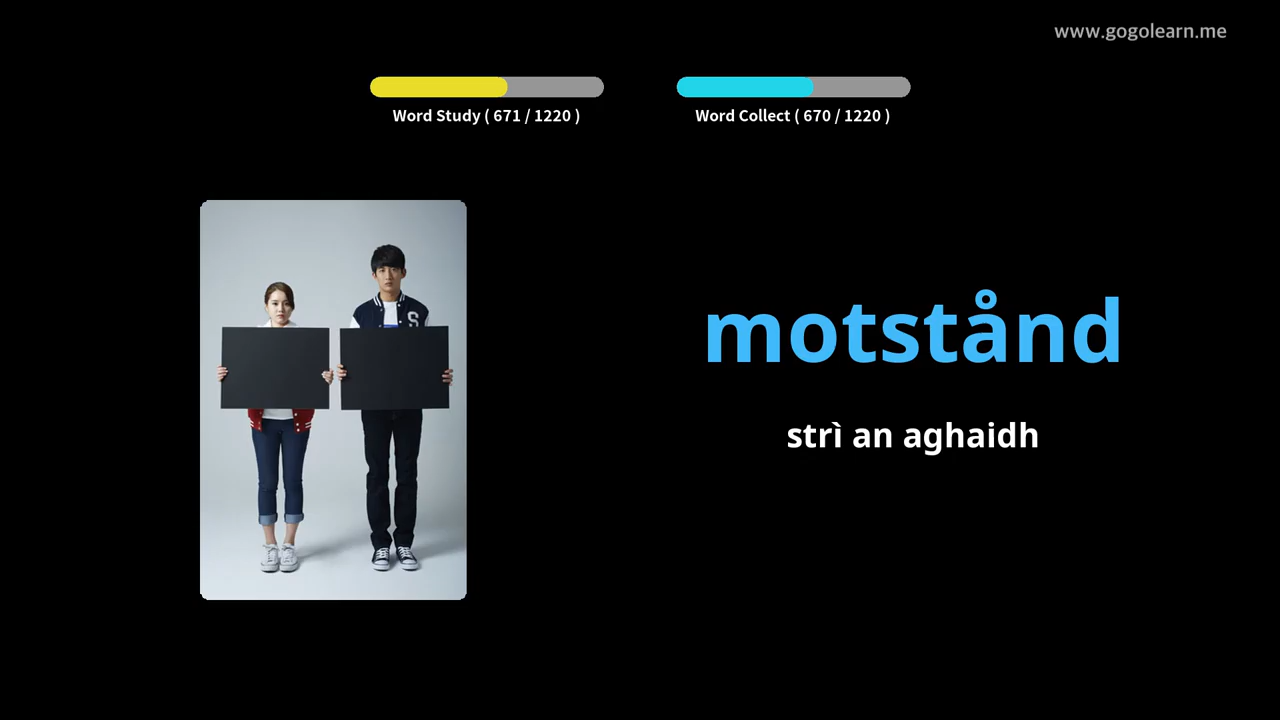 www.gogolearn.me
Word Study ( 671 / 1220 )
Word Collect ( 670 / 1220 )
S
motstånd
strì an aghaidh